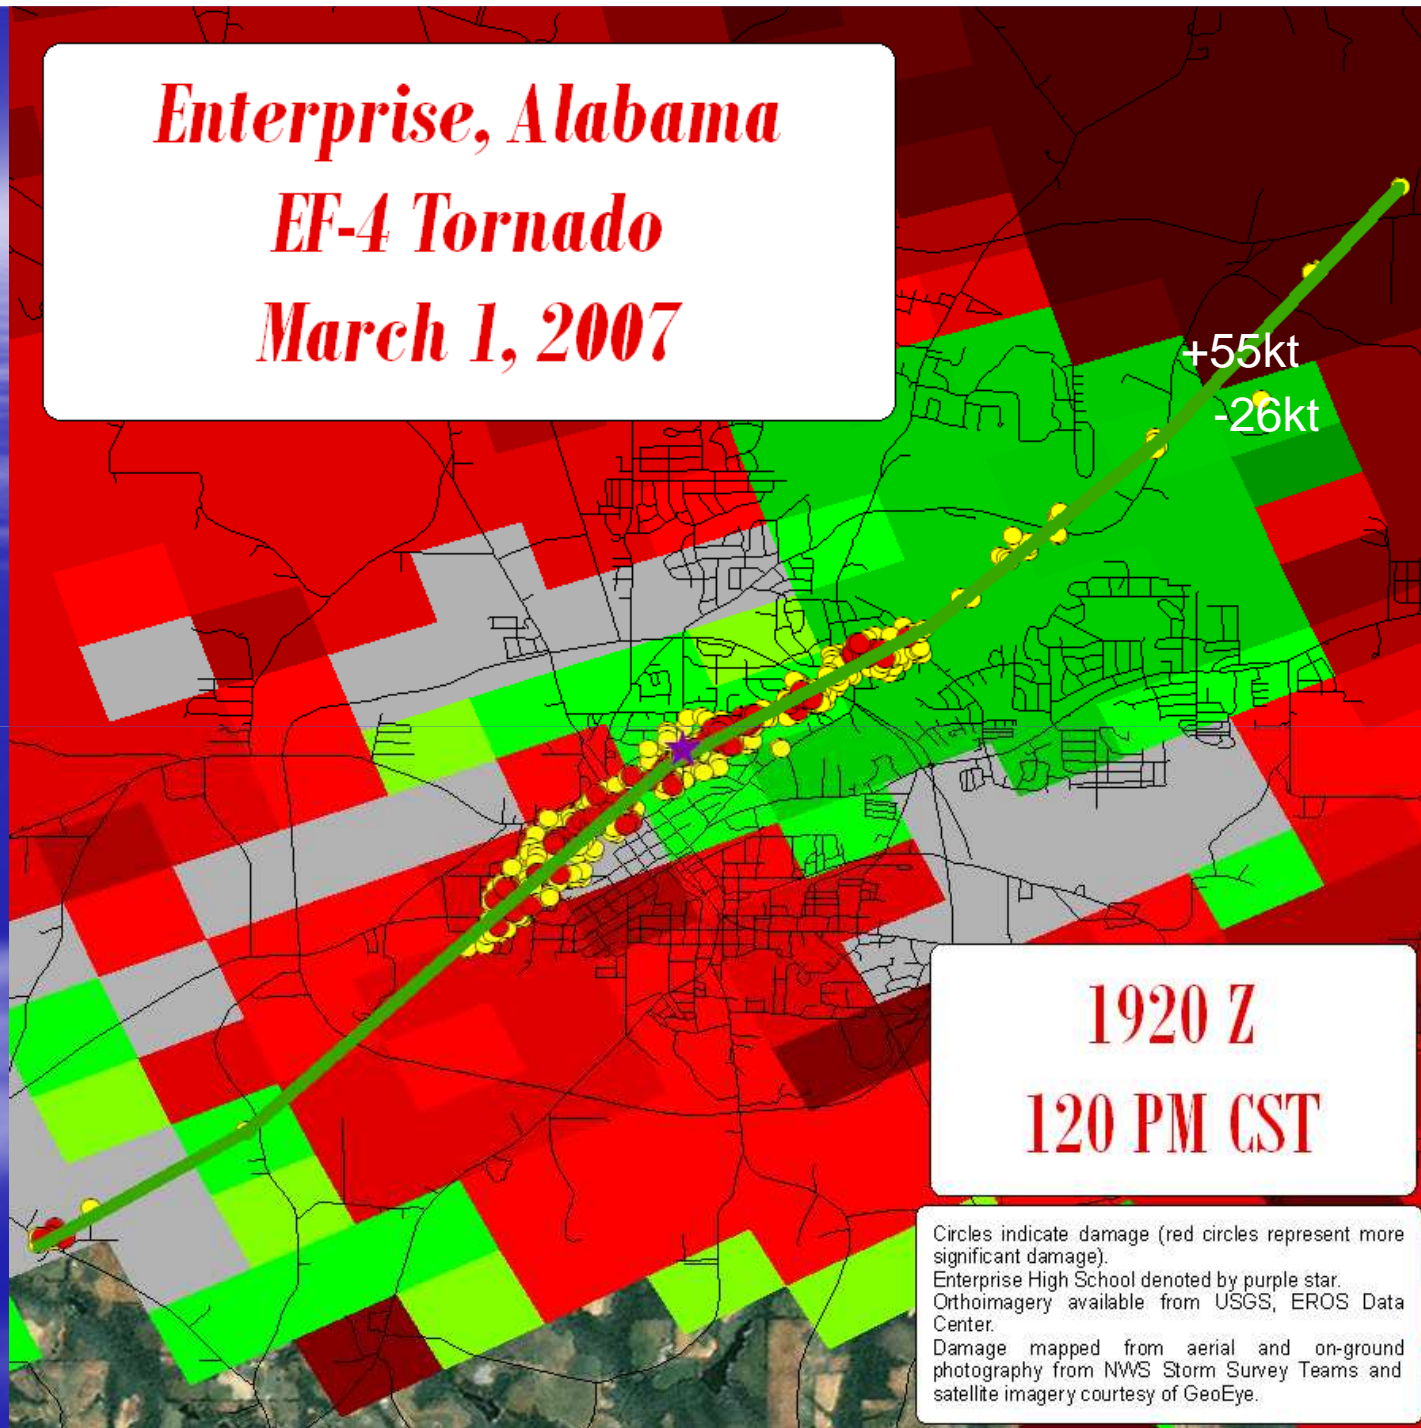 Enterprise, Alabama
EF-4 Tornado
March 1, 2007
+55kt
-26kt
1920 Z
120 PM CST
Circles indicate damage (red circles represent more
significant damage).
Enterprise High School denoted by purple star.
Orthoimagery available from USGS, EROS Data
Center.
Damage mapped from aerial and on-ground
photography from NWS Storm Survey Teams and
satellite imagery courtesy of GeoEye.